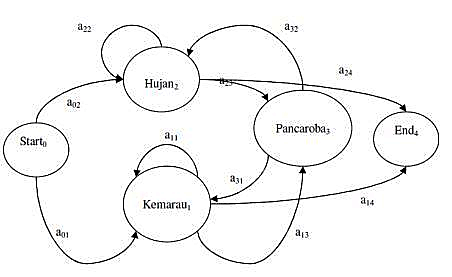 a22
a32
a24
Hujan2
a23
a02
Pancaroba3
End4
Start0
a11
a31
Kemarau1
a14
a01
a13